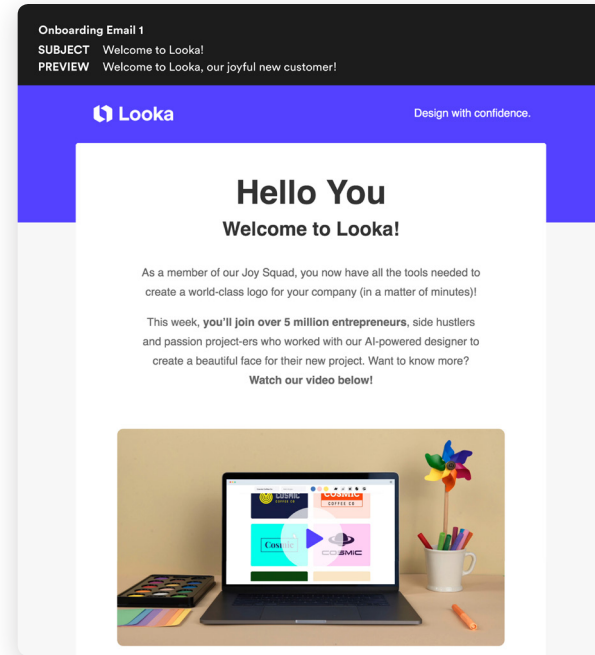 Onboarding Email 1
SUBJECT Welcome to Looka!
PREVIEW Welcome to Looka, our joyful new customer!
Looka
Design with confidence.
Hello You
Welcome to Looka!
As a member of our Joy Squad, you now have all the tools needed to
create a world-class logo for your company (in a matter of minutes)!
This week, you'll join over 5 million entrepreneurs, side hustlers
and passion project-ers who worked with our AI-powered designer to
create a beautiful face for their new project. Want to know more?
Watch our video below!
COSMIC
COFFEE CO
COSMIC
COFFEE CO
Cosmic
COSMIC